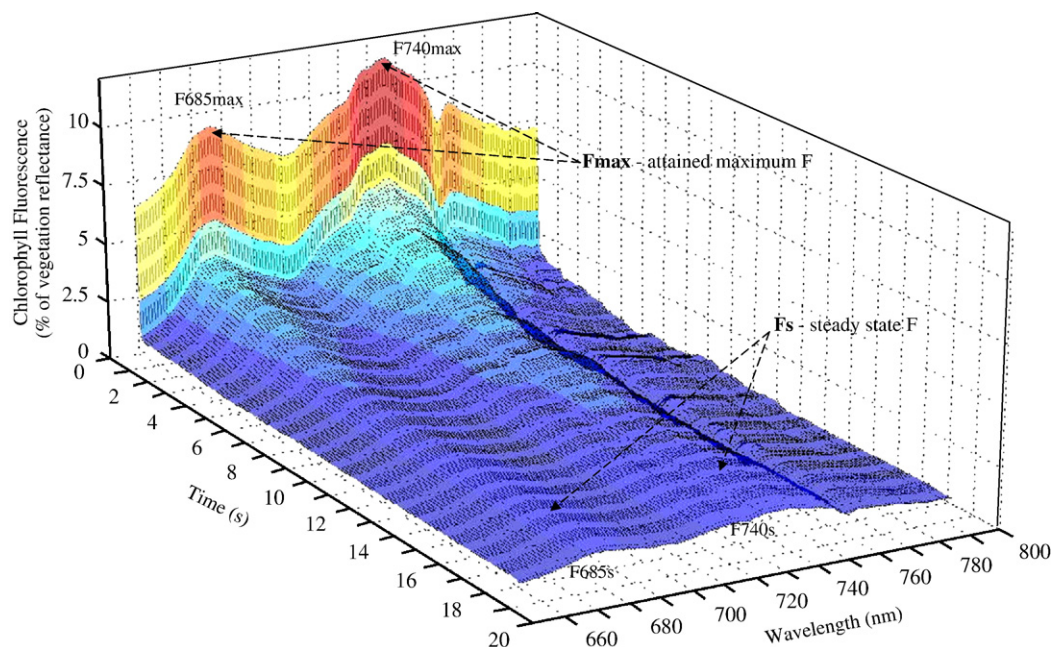 F740max
F685max
Fmax - attained maximum F
Fs - steady state F
F740s
F685s
Chlorophyll Fluorescence
(% of vegetation reflectance)
10
7.5
5
2.5
0
0
2
4
6
8
10
12
14
16
18
20
Time (s)
660
680
700
720
740
760
780
800
Wavelength (nm)